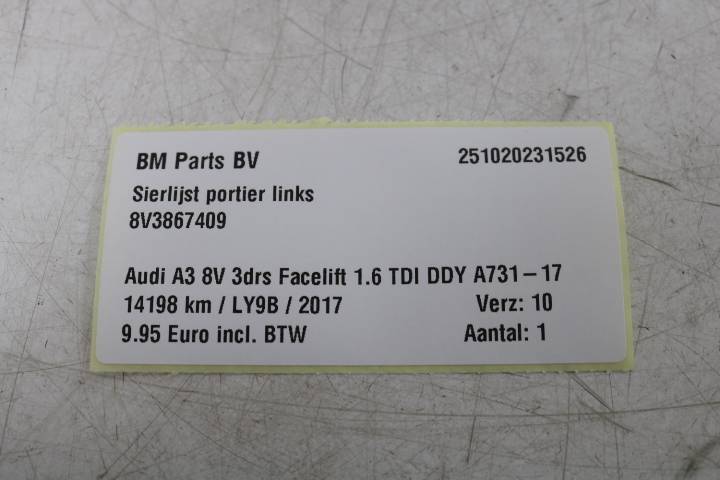 BM Parts BV 251020231526
Sierlijst portier links
8V3867409
Audi A3 8V 3drs Facelift 1.6 TDI DDY A731-17
14198 km / LY9B / 2017 Verz: 10
9.95 Euro incl. BTW Aantal: 1